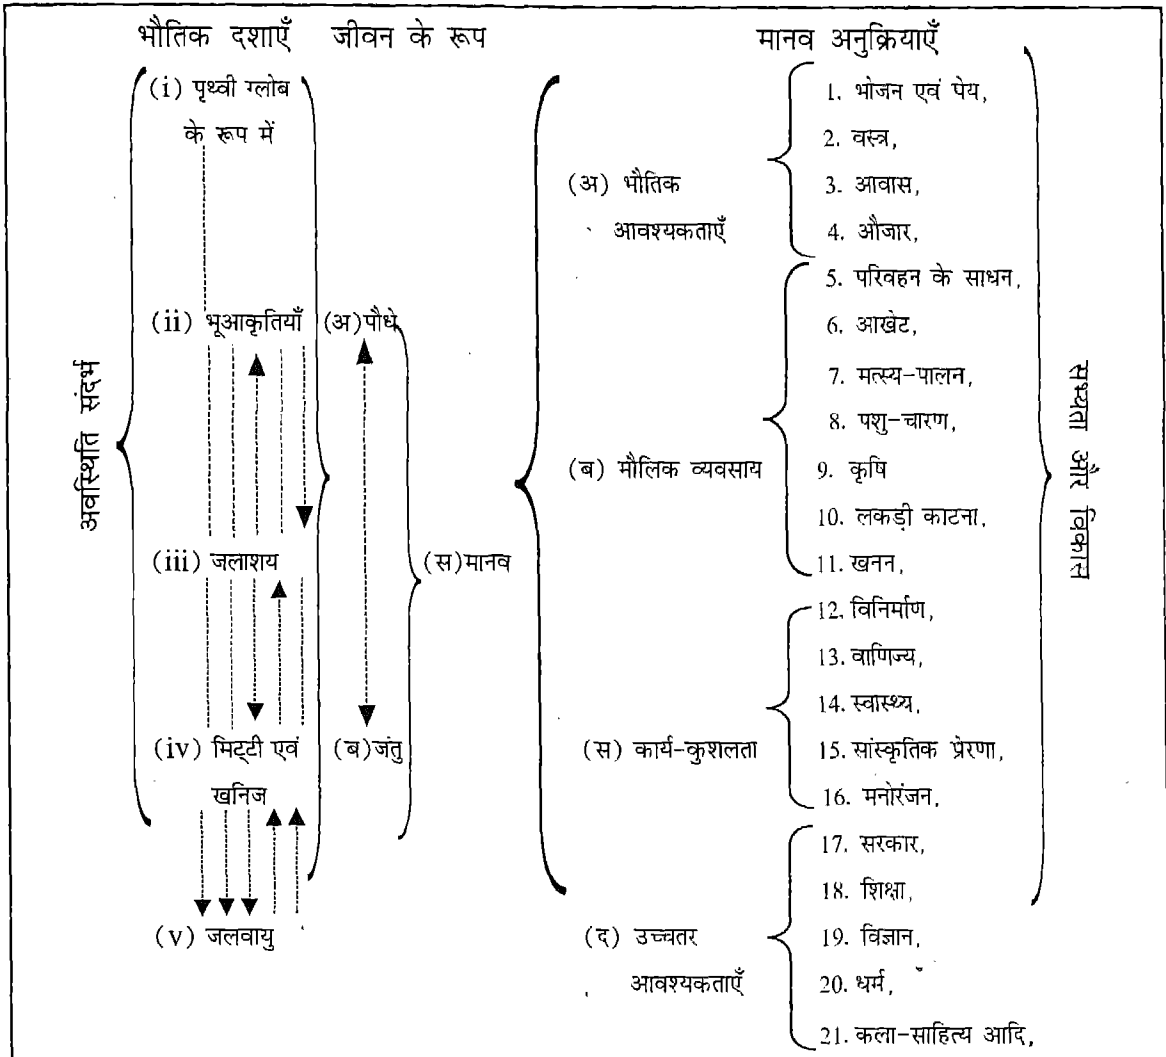 भौतिक दशाएँ जीवन के रूप मानव अनुक्रियाएँ
अवस्थिति संदर्भ
(i) पृथ्वी ग्लोब
के रूप में
(ii) भूआकृतियाँ
(iii) जलाशय
(iv) मिट्टी एवं
खनिज
(v) जलवायु
(अ) पौधे
(ब) जंतु
(स) मानव
(अ) भौतिक
आवश्यकताएँ
1. भोजन एवं पेय,
2. वस्त्र,
3. आवास,
4. औजार,
(ब) मौलिक व्यवसाय
5. परिवहन के साधन,
6. आखेट,
7. मत्स्य-पालन,
8. पशु-चारण,
9. कृषि
10. लकड़ी काटना,
11. खनन,
(स) कार्य-कुशलता
12. विनिर्माण,
13. वाणिज्य,
14. स्वास्थ्य,
15. सांस्कृतिक प्रेरणा,
16. मनोरंजन,
(द) उच्चतर
आवश्यकताएँ
17. सरकार,
18. शिक्षा,
19. विज्ञान,
20. धर्म,
21. कला-साहित्य आदि,
सभ्यता और विकास